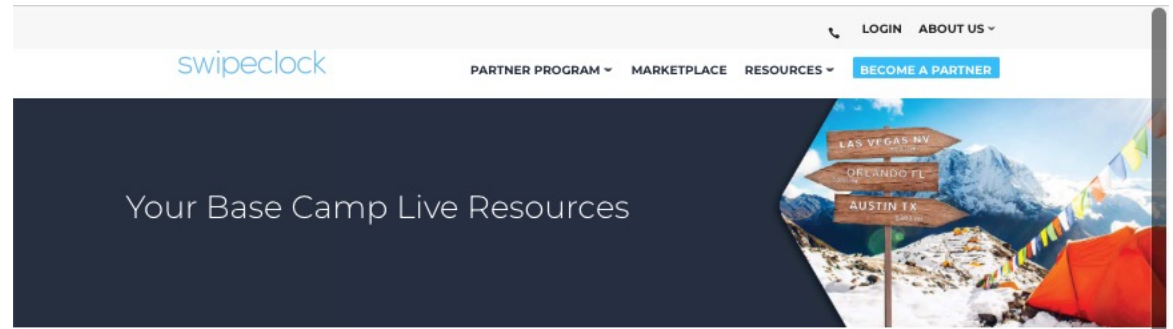 LOGIN ABOUT US
swipeclock
PARTNER PROGRAM MARKETPLACE RESOURCES BECOME A PARTNER
Your Base Camp Live Resources
LAS VEGAS NV
ORLANDO FL
AUSTIN TX